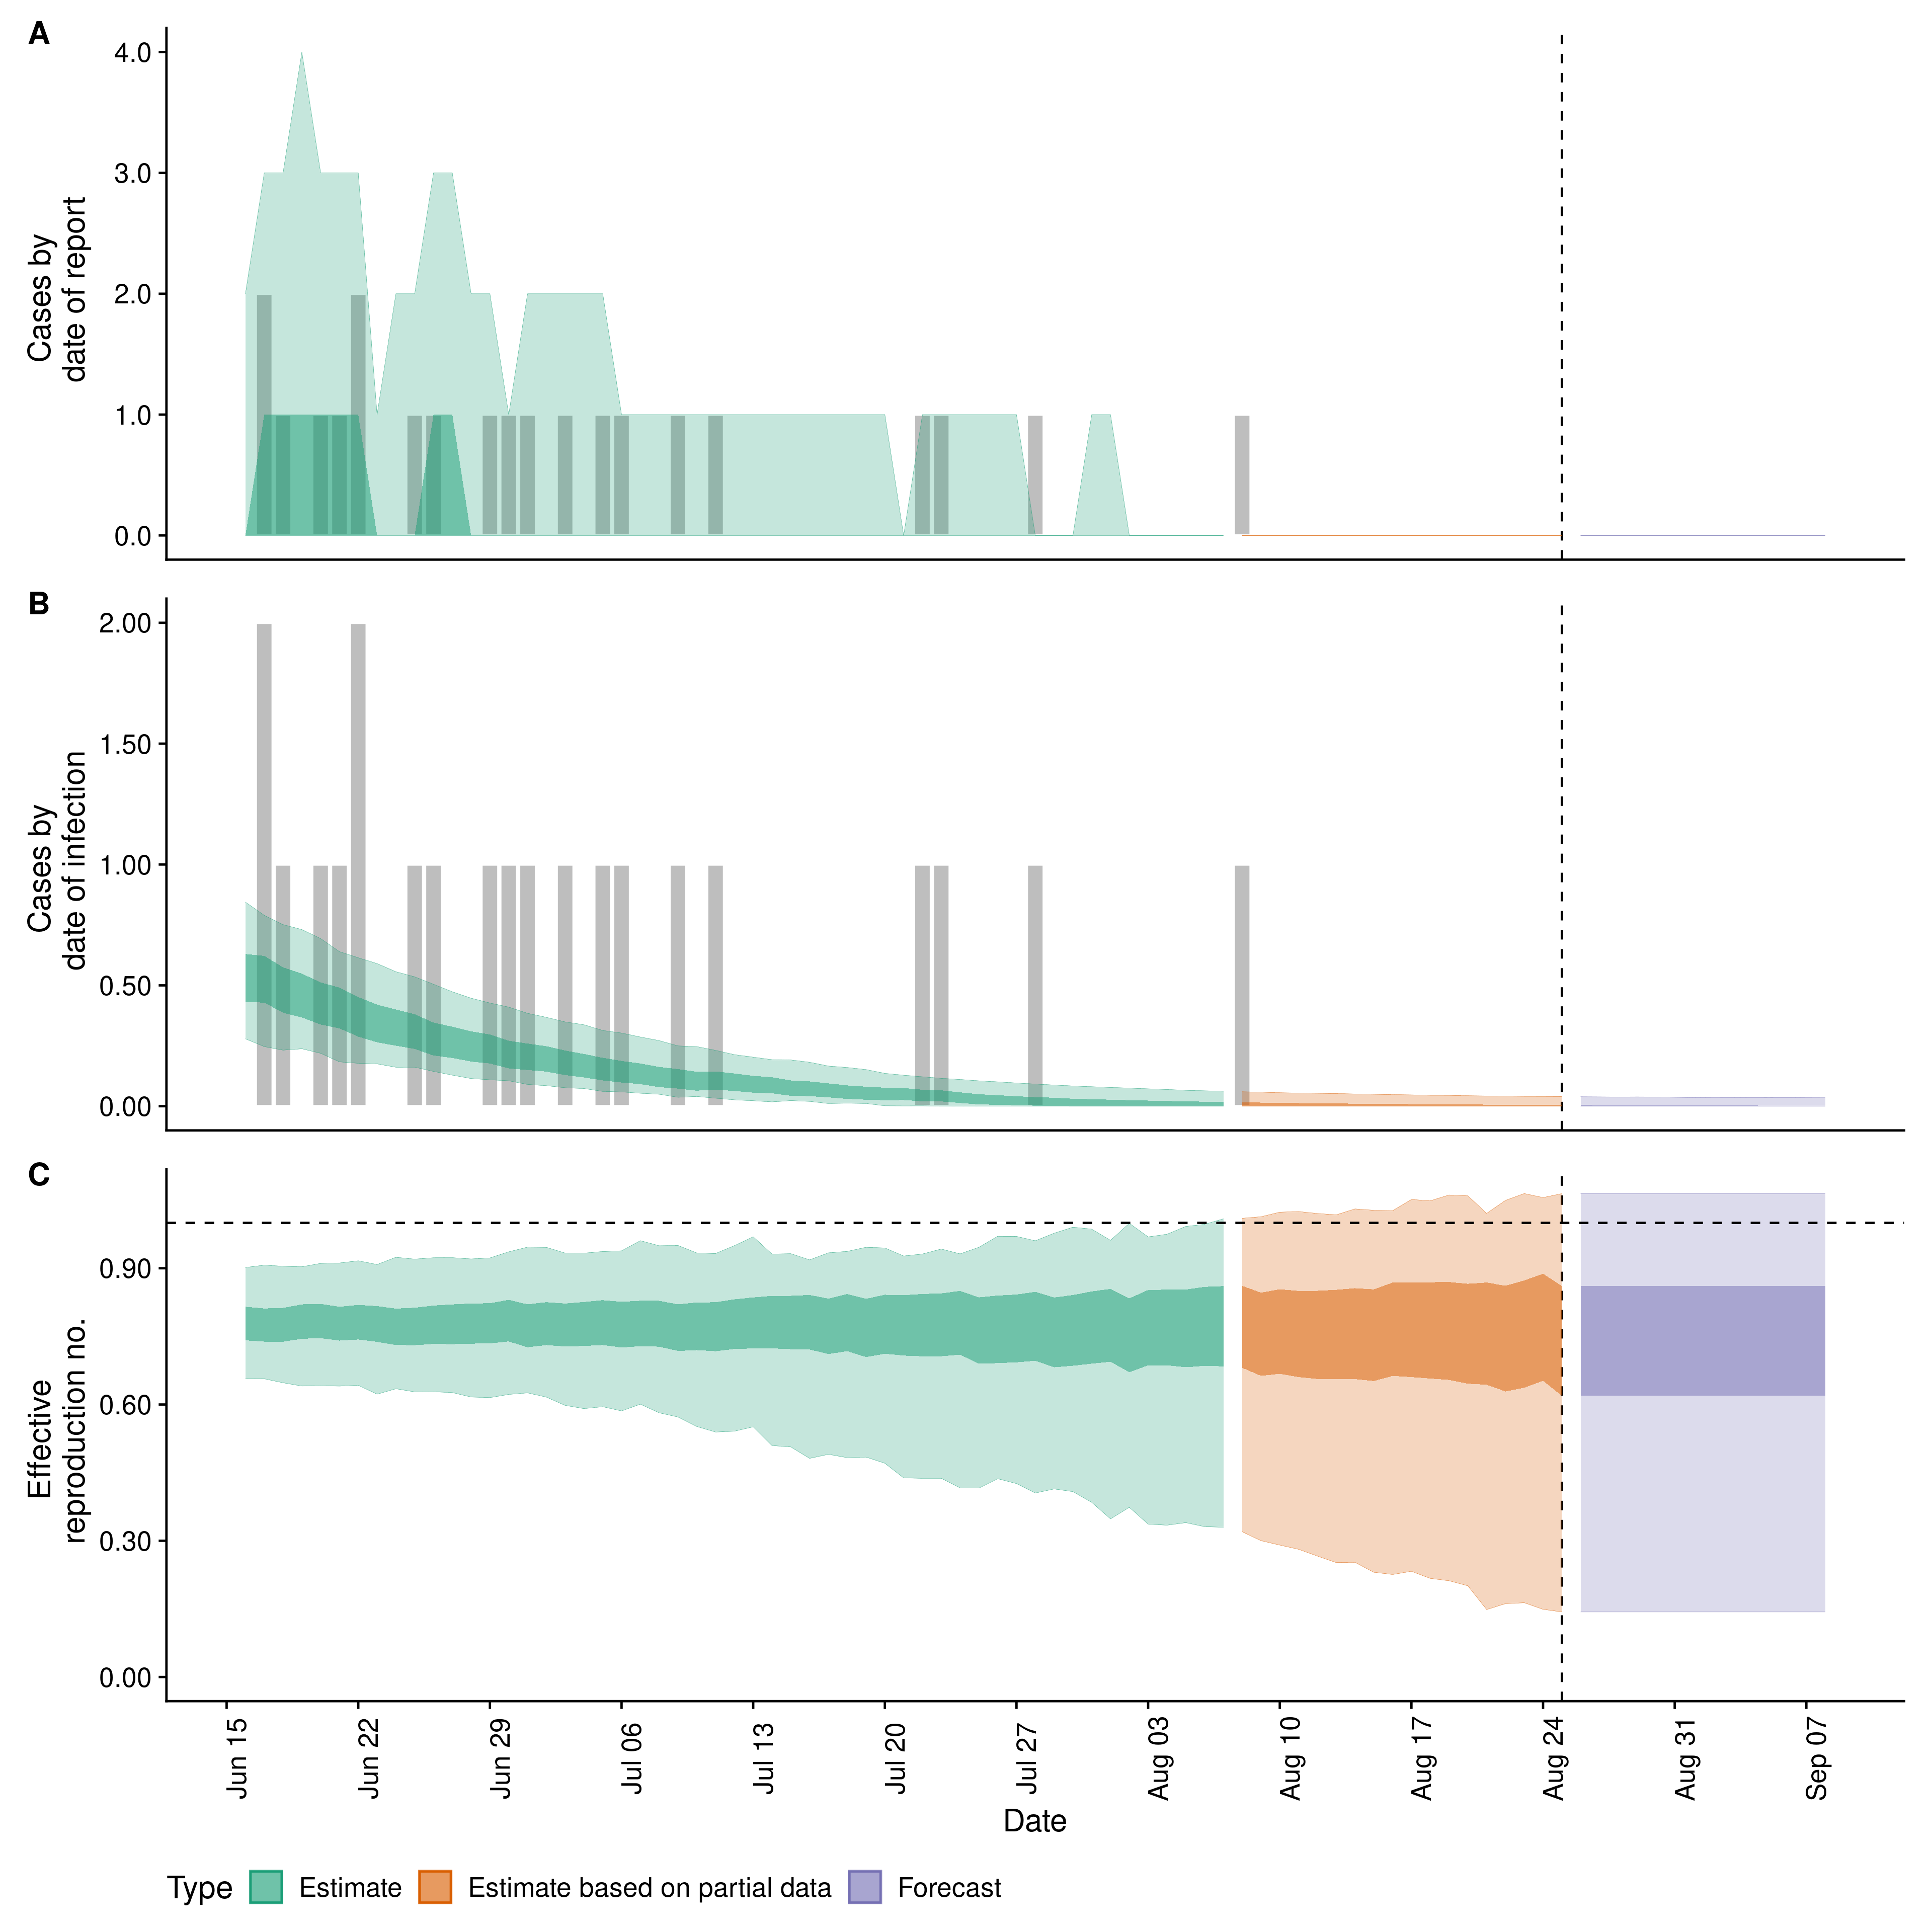 A
4.0
3.0
2.0
1.0
0.0
Cases by
date of report
B
2.00
1.50
1.00
0.50
0.00
Cases by
date of infection
C
0.90
0.60
0.30
0.00
Effective
reproduction no.
Jun 15
Jun 22
Jun 29
Jul 06
Jul 13
Jul 20
Jul 27
Aug 03
Aug 10
Aug 17
Aug 24
Aug 31
Sep 07
Date
Type Estimate Estimate based on partial data Forecast